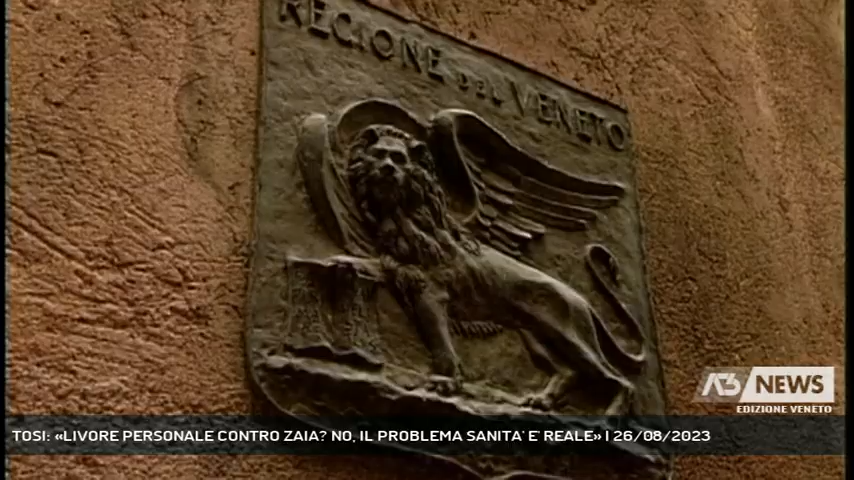 REGIONE DEL VENETO
A3 NEWS
EDIZIONE VENETO
TOSI: «LIVORE PERSONALE CONTRO ZAIA? NO, IL PROBLEMA SANITA' E' REALE» | 26/08/2023